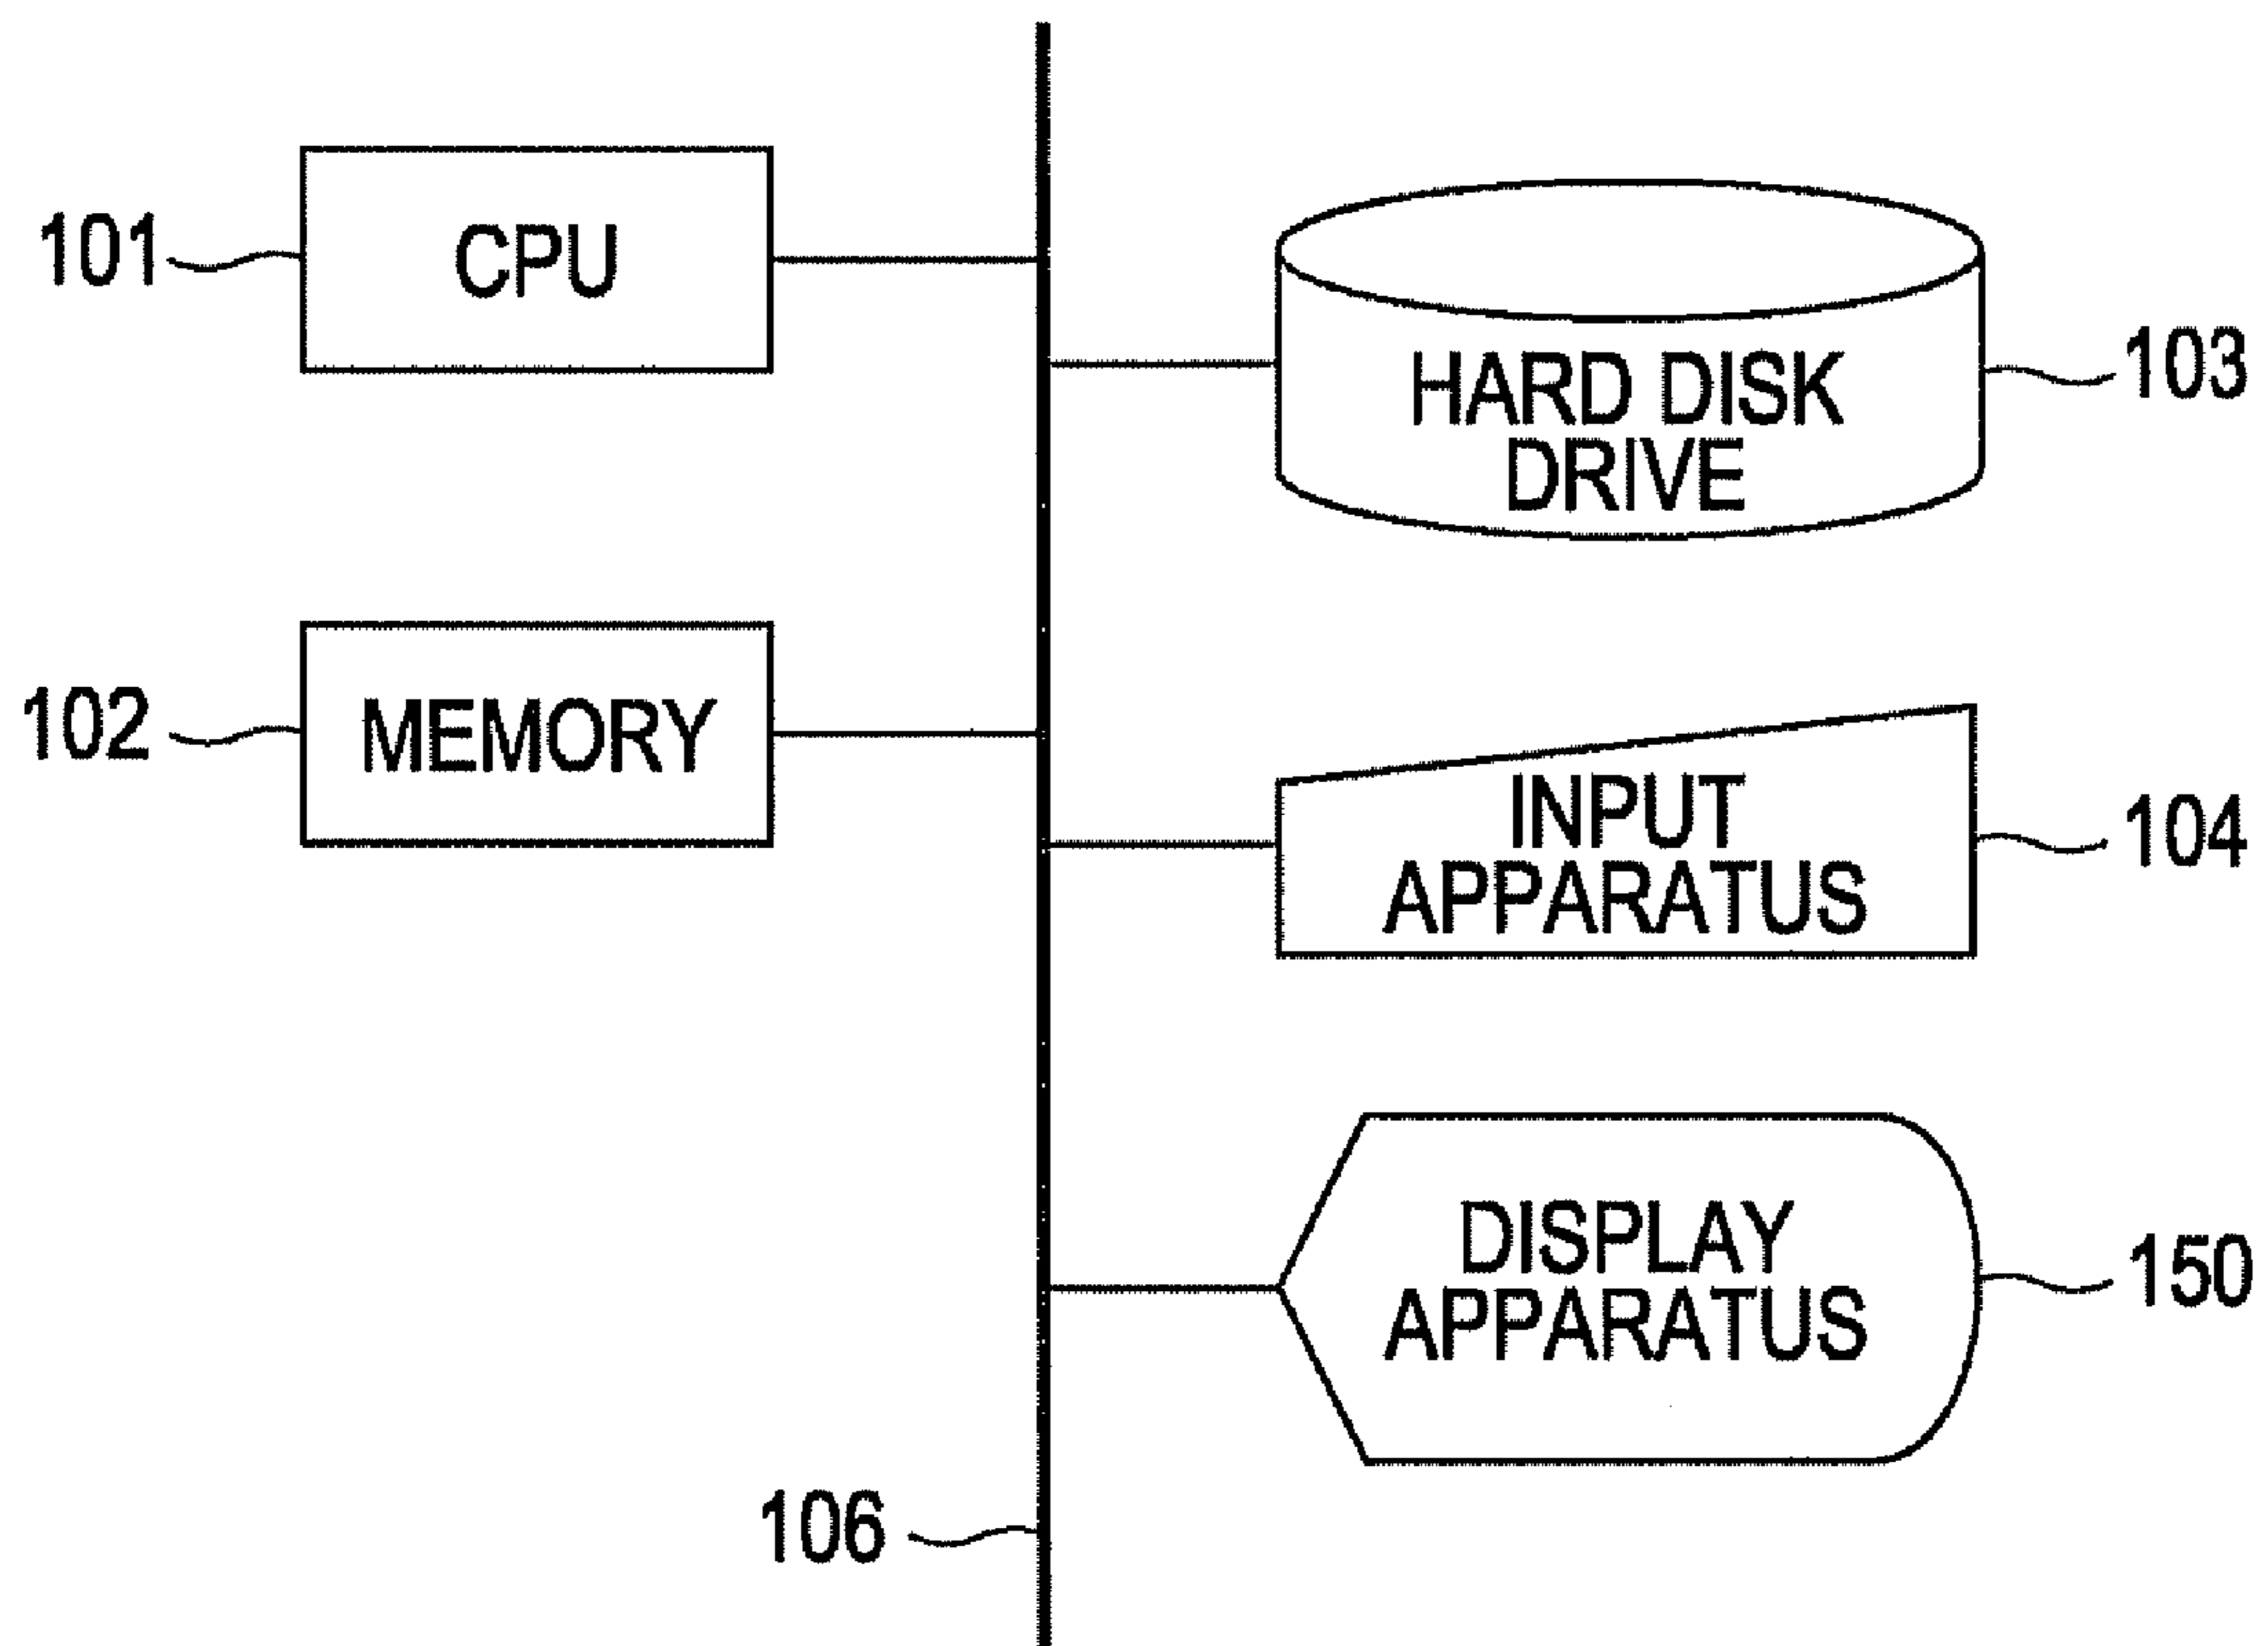 101
CPU
HARD DISK
DRIVE
103
102
MEMORY
INPUT
APPARATUS
104
DISPLAY
APPARATUS
150
106